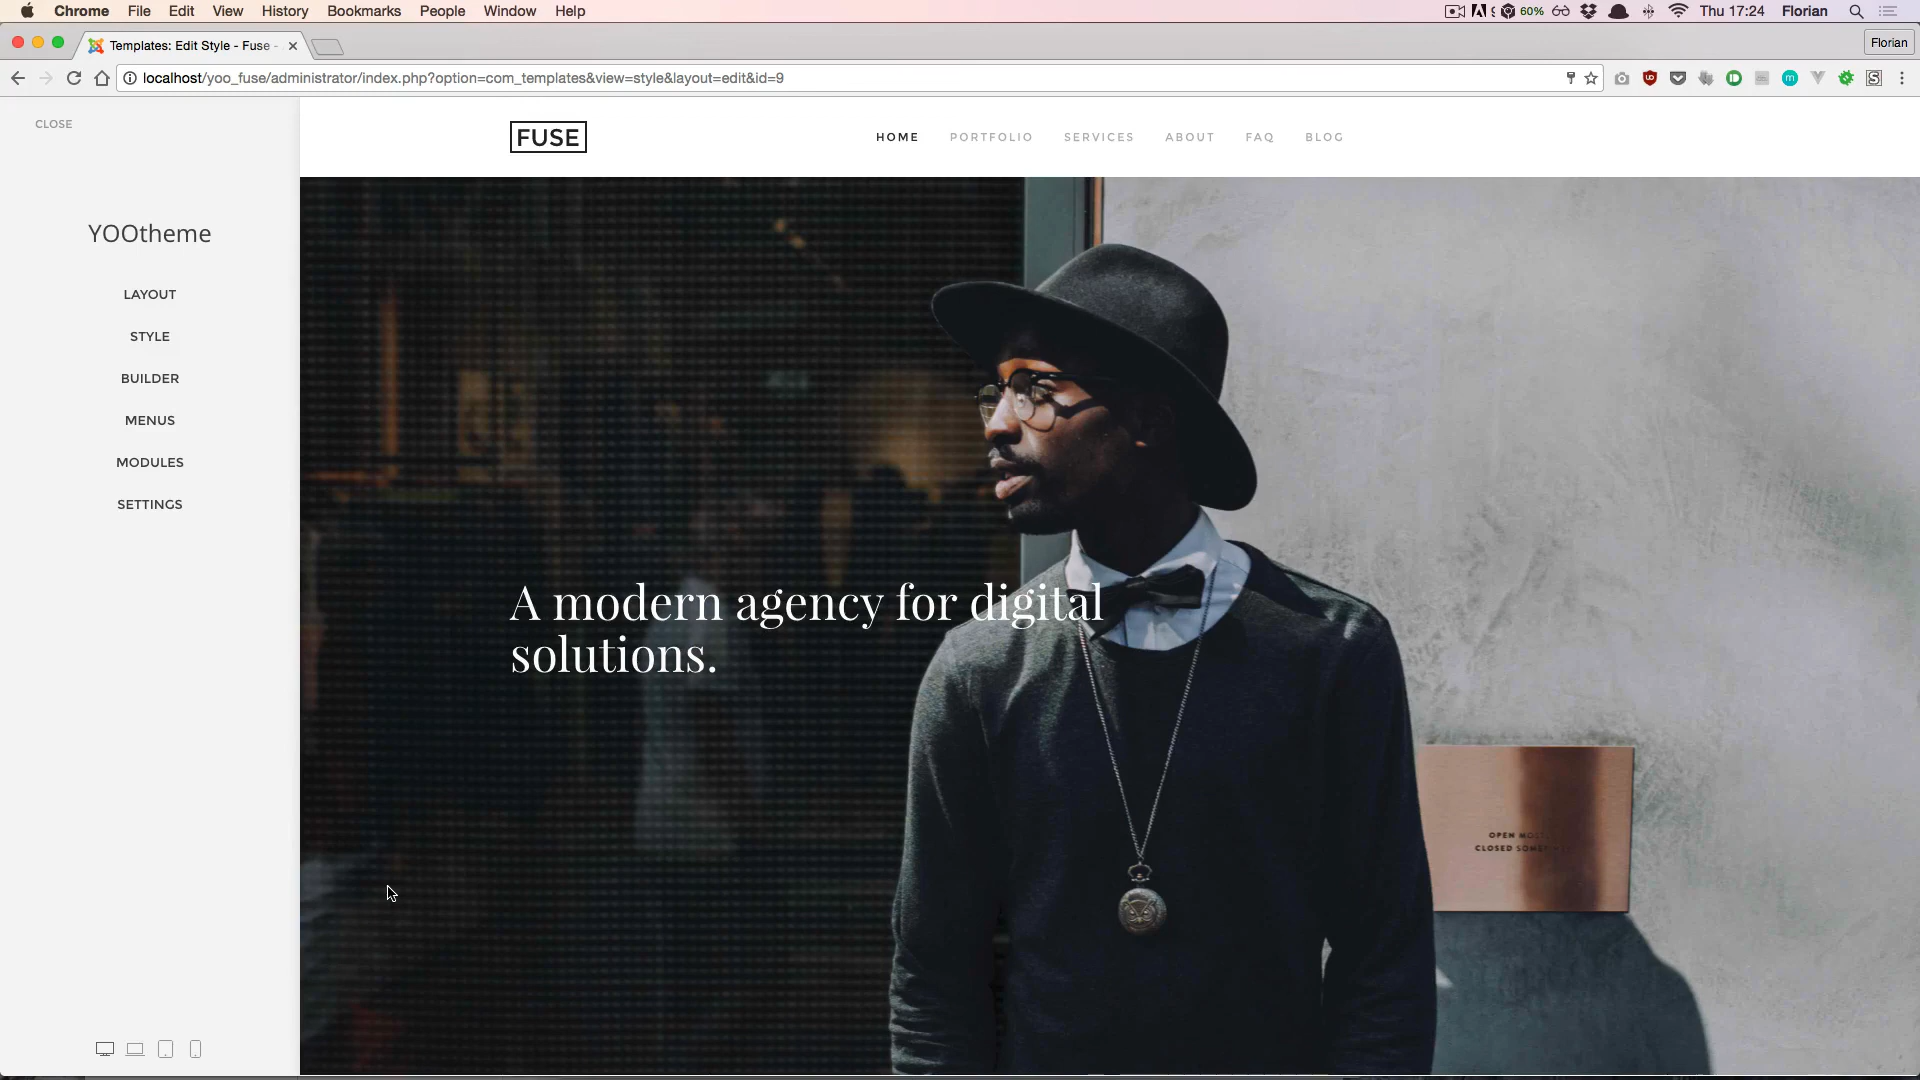 Chrome File Edit View History Bookmarks People Window Help
60% Thu 17:24 Florian
Templates: Edit Style - Fuse -
Florian
localhost/yoo_fuse/administrator/index.php?option=com_templates&view=style&layout=edit&id=9
CLOSE
YOOtheme
LAYOUT
STYLE
BUILDER
MENUS
MODULES
SETTINGS
FUSE
HOME PORTFOLIO SERVICES ABOUT FAQ BLOG
A modern agency for digital
solutions.
OPEN
CLOSED